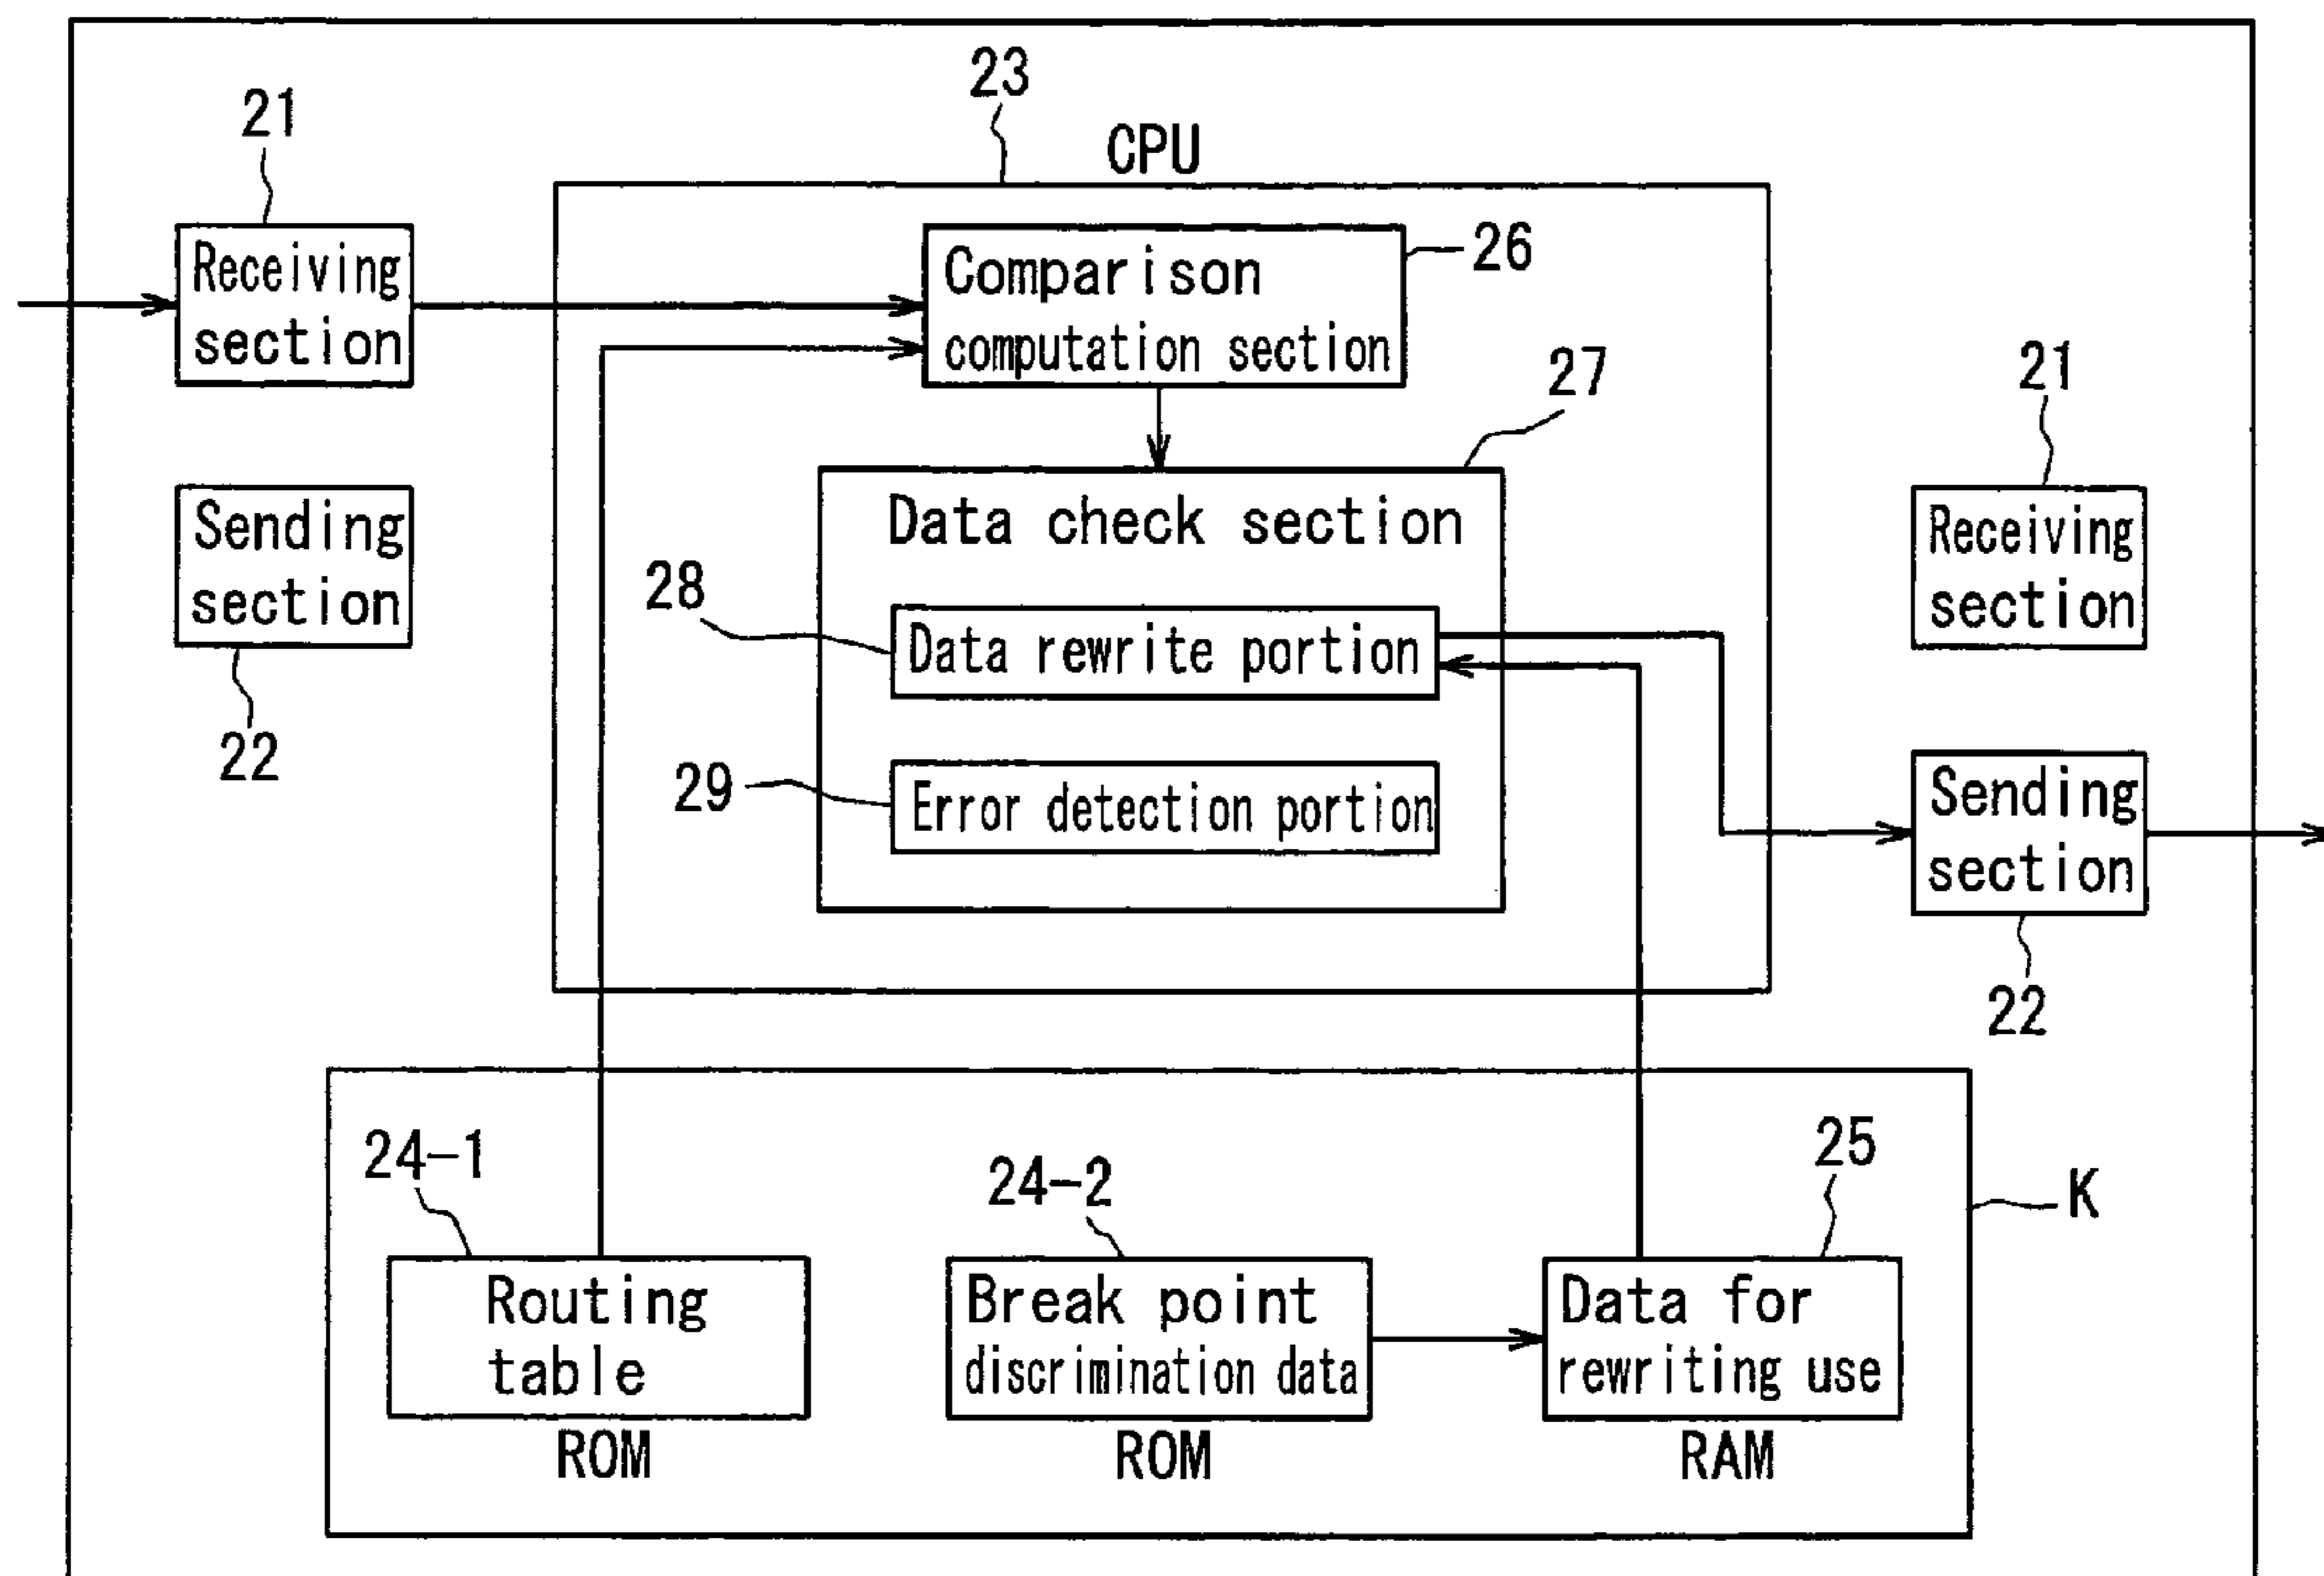 23
CPU
21
Receiving
section
Comparison
computation section
26
27
21
Sending
section
22
Data check section
28
Data rewrite portion
29
Error detection portion
Receiving
section
Sending
section
22
24-1
Routing
table
ROM
24-2
Break point
discrimination data
ROM
25
Data for
rewriting use
RAM
K